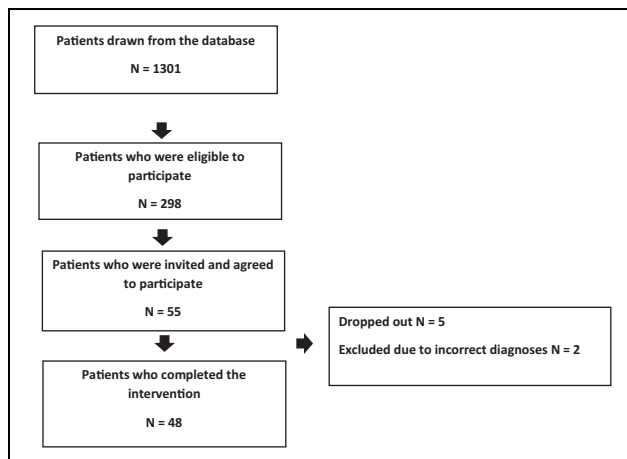 Patients drawn from the database
N = 1301
Patients who were eligible to
participate
N = 298
Patients who were invited and agreed
to participate
N = 55
Dropped out N = 5
Excluded due to incorrect diagnoses N = 2
Patients who completed the
intervention
N = 48